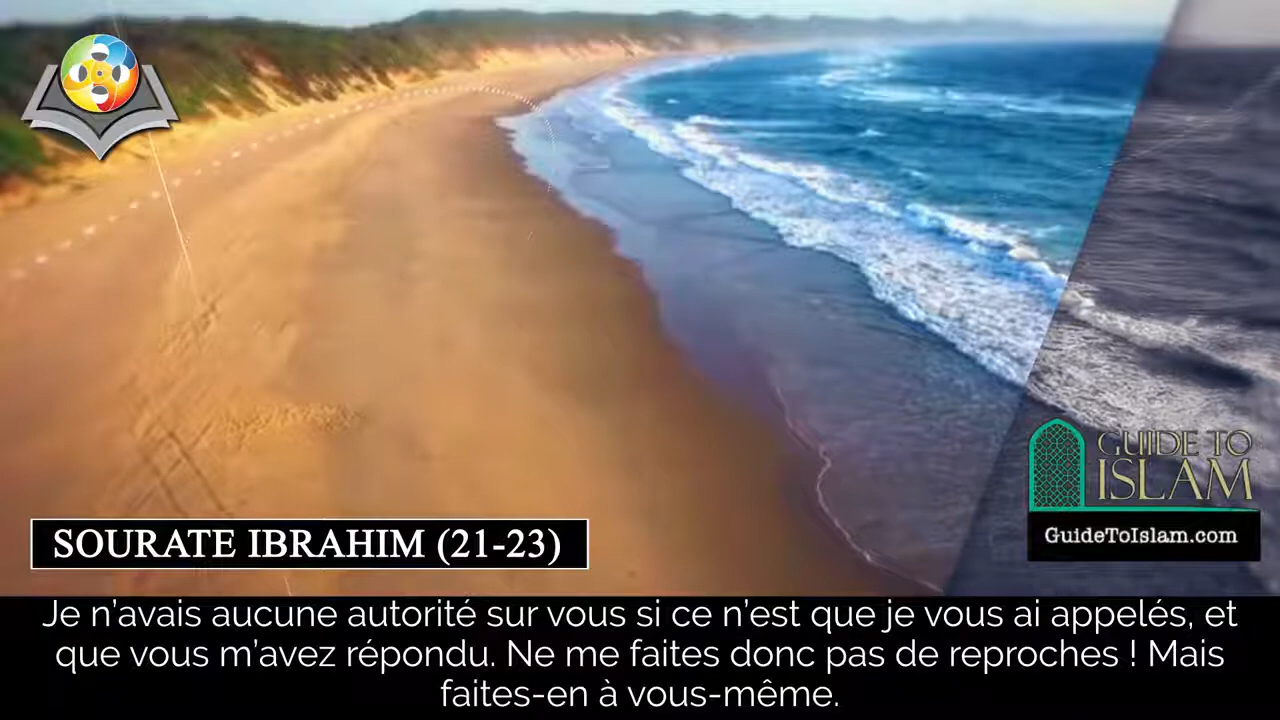 GUIDE TO
ISLAM
GuideToIslam.com
SOURATE IBRAHIM (21-23)
Je n’avais aucune autorité sur vous si ce n’est que je vous ai appelés, et
que vous m’avez répondu. Ne me faites donc pas de reproches ! Mais
faites-en à vous-même.